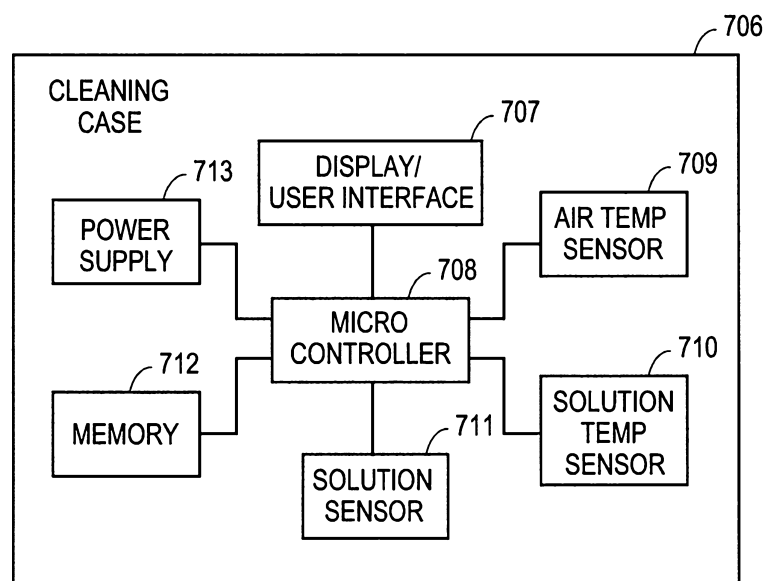 706
CLEANING
CASE
707
DISPLAY/
USER INTERFACE
713
POWER
SUPPLY
709
AIR TEMP
SENSOR
708
MICRO
CONTROLLER
712
MEMORY
710
SOLUTION
TEMP
SENSOR
711
SOLUTION
SENSOR